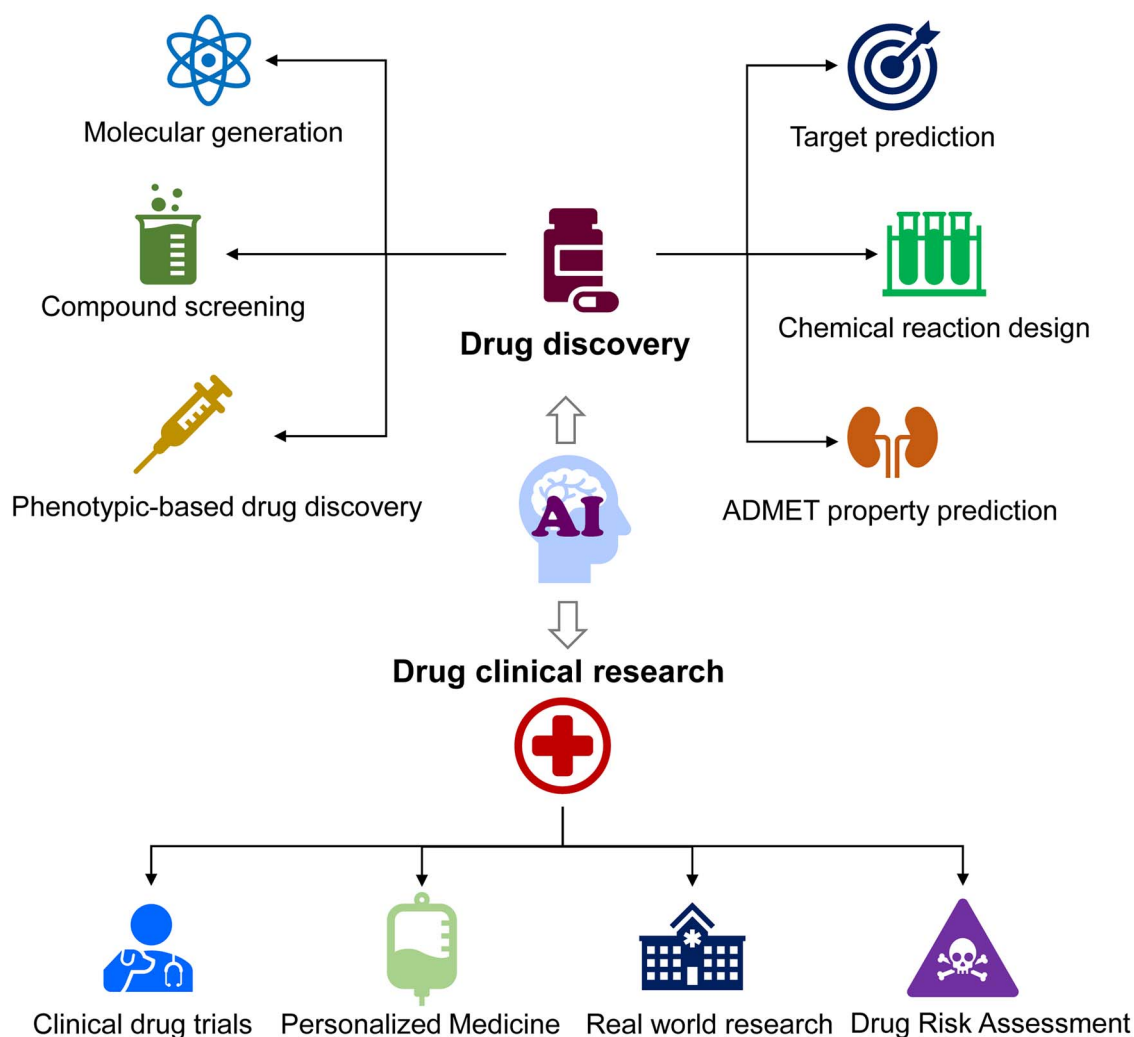 Molecular generation
Target prediction
Compound screening
Drug discovery
Chemical reaction design
Phenotypic-based drug discovery
AI
ADMET property prediction
Drug clinical research
Clinical drug trials
Personalized Medicine
Real world research
Drug Risk Assessment